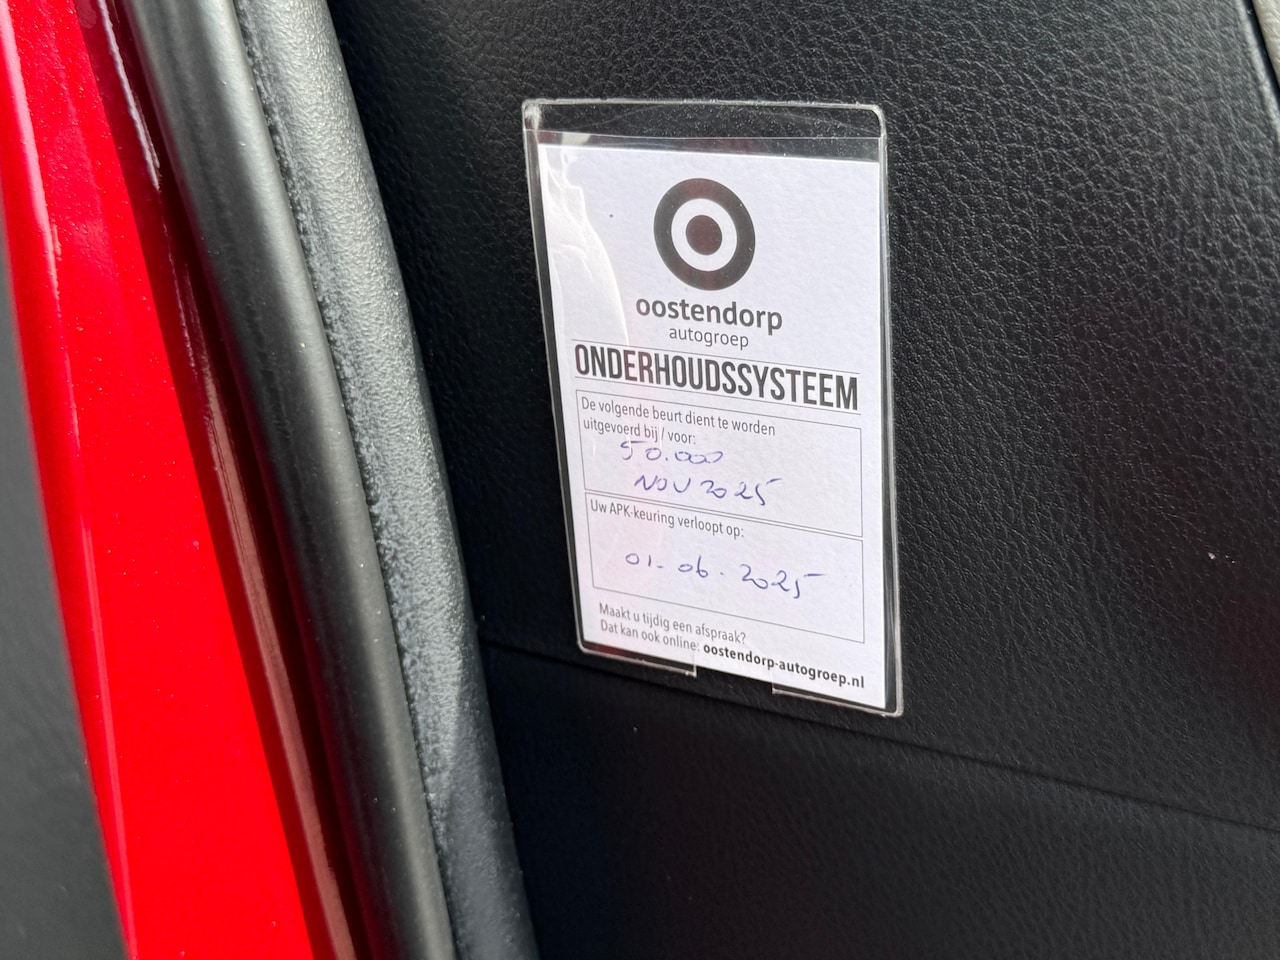 oostendorp
autogroep
ONDERHOUDSSYSTEEM
De volgende beurt dient te worden
uitgevoerd bij / voor:
50.000
NOV 2025
Uw APK-keuring verloopt op:
01-06-2025
Maakt u tijdig een afspraak?
Dat kan ook online: oostendorp-autogroep.nl